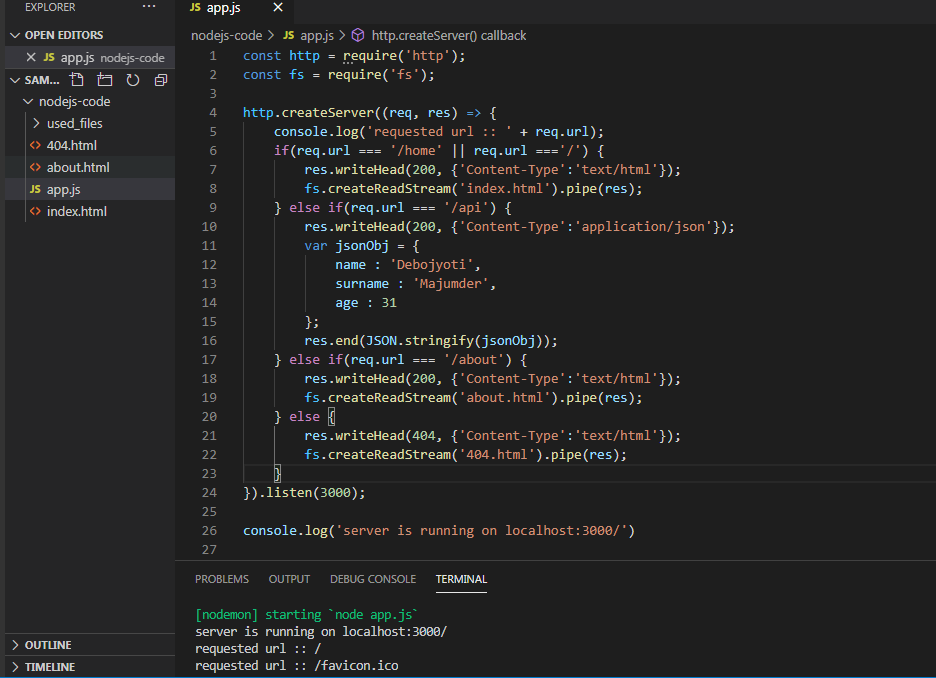 EXPLORER ...
JS app.js ×
OPEN EDITORS
× JS app.js nodejs-code
SAM...
nodejs-code
used_files
<> 404.html
<> about.html
JS app.js
<> index.html
OUTLINE
TIMELINE
nodejs-code > JS app.js > http.createServer() callback
1 const http = require('http');
2 const fs = require('fs');
3
4 http.createServer((req, res) => {
5 console.log('requested url :: ' + req.url);
6 if(req.url === '/home' || req.url ==='/') {
7 res.writeHead(200, {'Content-Type':'text/html'});
8 fs.createReadStream('index.html').pipe(res);
9 } else if(req.url === '/api') {
10 res.writeHead(200, {'Content-Type':'application/json'});
11 var jsonObj = {
12 name : 'Debojyoti',
13 surname : 'Majumder',
14 age : 31
15 };
16 res.end(JSON.stringify(jsonObj));
17 } else if(req.url === '/about') {
18 res.writeHead(200, {'Content-Type':'text/html'});
19 fs.createReadStream('about.html').pipe(res);
20 } else {
21 res.writeHead(404, {'Content-Type':'text/html'});
22 fs.createReadStream('404.html').pipe(res);
23 }
24 }).listen(3000);
25
26 console.log('server is running on localhost:3000/')
27
PROBLEMS OUTPUT DEBUG CONSOLE TERMINAL
[nodemon] starting `node app.js`
server is running on localhost:3000/
requested url :: /
requested url :: /favicon.ico